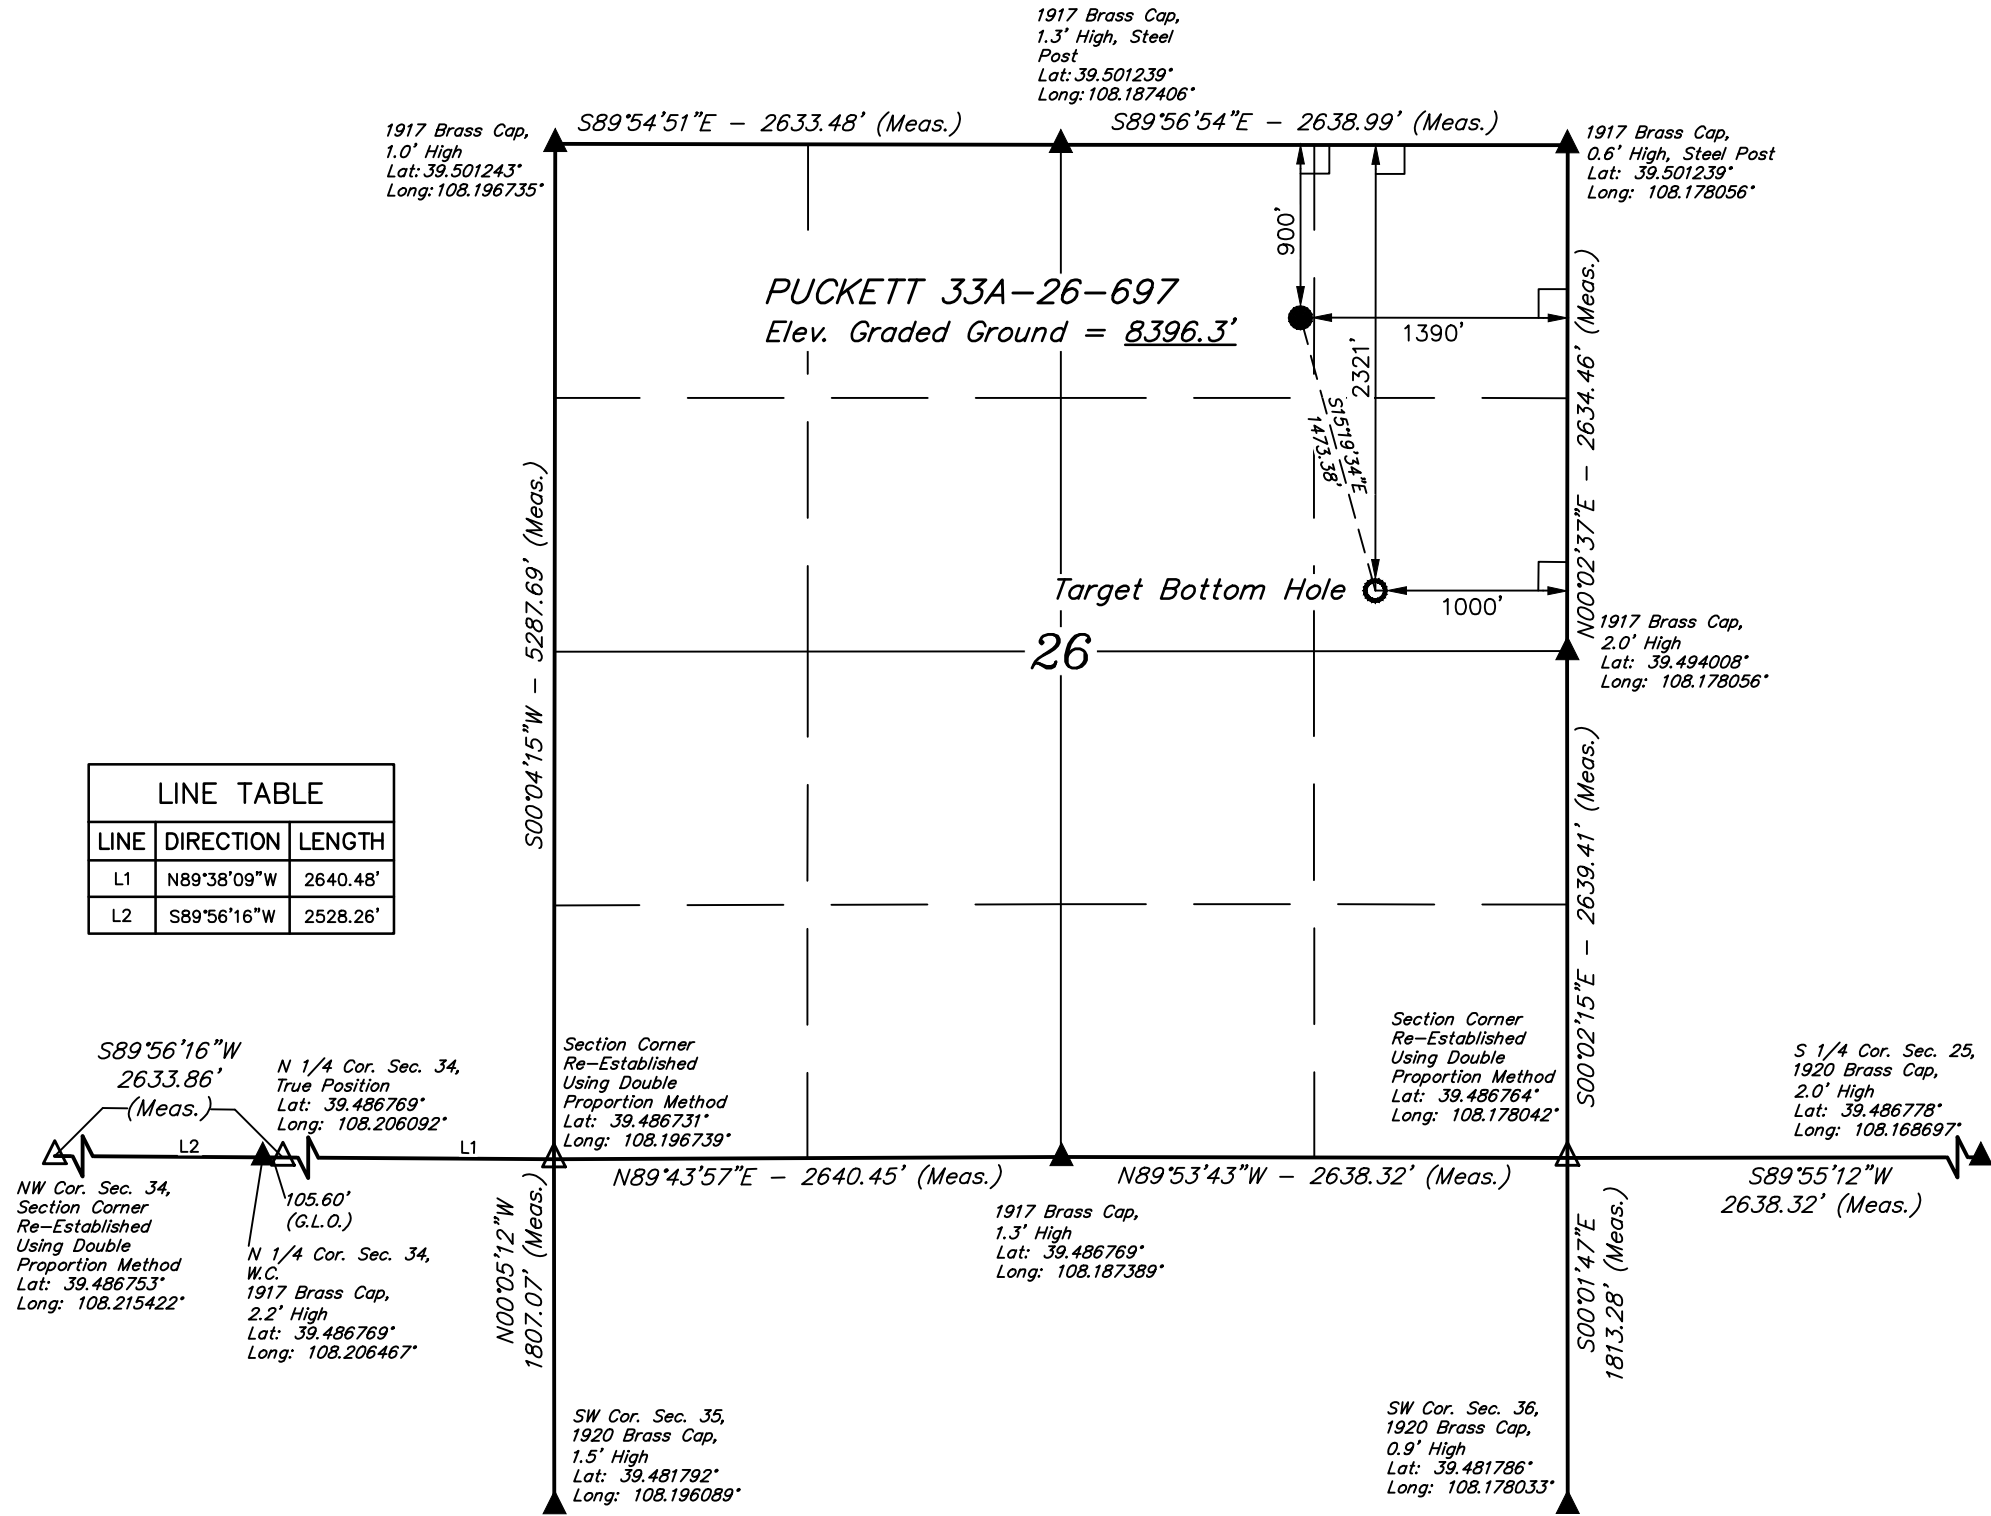 1917 Brass Cap,
1.3' High, Steel
Post
Lat: 39.501239°
Long: 108.187406°
1917 Brass Cap,
1.0' High
Lat: 39.501243°
Long: 108.196735°
S89°54'51"E - 2633.48' (Meas.)
S89°56'54"E - 2638.99' (Meas.)
1917 Brass Cap,
0.6' High, Steel Post
Lat: 39.501239°
Long: 108.178056°
900'
PUCKETT 33A-26-697
Elev. Graded Ground = 8396.3'
1390'
2321'
S15°19'34"E
1473.38'
N00°02'37"E - 2634.46' (Meas.)
S00°04'15"W - 5287.69' (Meas.)
Target Bottom Hole
1000'
26
1917 Brass Cap,
2.0' High
Lat: 39.494008°
Long: 108.178056°
S00°02'15"E - 2639.41' (Meas.)
LINE TABLE
LINE DIRECTION LENGTH
L1 N89°38'09"W 2640.48'
L2 S89°56'16"W 2528.26'
S89°56'16"W
2633.86'
(Meas.)
N 1/4 Cor. Sec. 34,
True Position
Lat: 39.486769°
Long: 108.206092°
Section Corner
Re-Established
Using Double
Proportion Method
Lat: 39.486731°
Long: 108.196739°
Section Corner
Re-Established
Using Double
Proportion Method
Lat: 39.486764°
Long: 108.178042°
S 1/4 Cor. Sec. 25,
1920 Brass Cap,
2.0' High
Lat: 39.486778°
Long: 108.168697°
L2
L1
N89°43'57"E - 2640.45' (Meas.)
N89°53'43"W - 2638.32' (Meas.)
S89°55'12"W
2638.32' (Meas.)
NW Cor. Sec. 34,
Section Corner
Re-Established
Using Double
Proportion Method
Lat: 39.486753°
Long: 108.215422°
105.60'
(G.L.O.)
N 1/4 Cor. Sec. 34,
W.C.
1917 Brass Cap,
2.2' High
Lat: 39.486769°
Long: 108.206467°
N00°05'12"W
1807.07' (Meas.)
1917 Brass Cap,
1.3' High
Lat: 39.486769°
Long: 108.187389°
S00°01'47"E
1813.28' (Meas.)
SW Cor. Sec. 35,
1920 Brass Cap,
1.5' High
Lat: 39.481792°
Long: 108.196089°
SW Cor. Sec. 36,
1920 Brass Cap,
0.9' High
Lat: 39.481786°
Long: 108.178033°